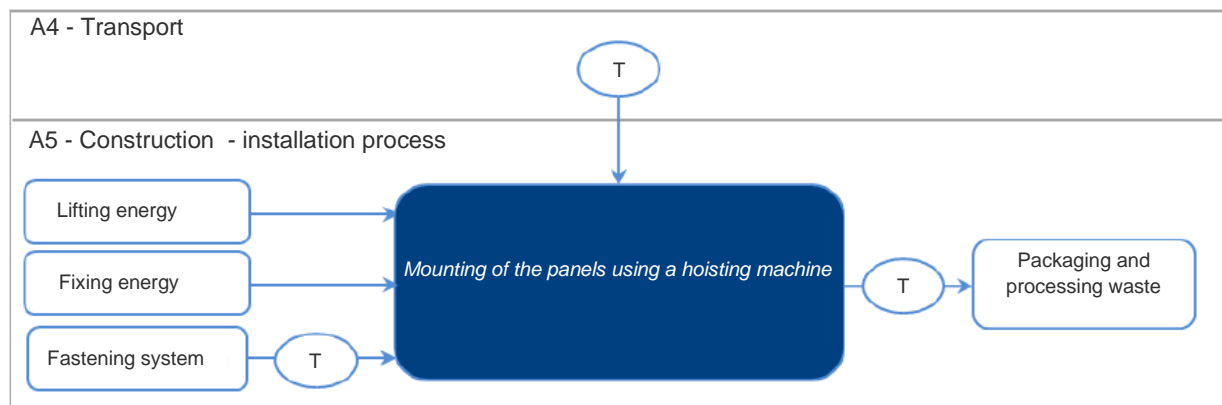 A4 - Transport
T
A5 - Construction - installation process
Lifting energy
Fixing energy
Fastening system
T
Mounting of the panels using a hoisting machine
T
Packaging and
processing waste